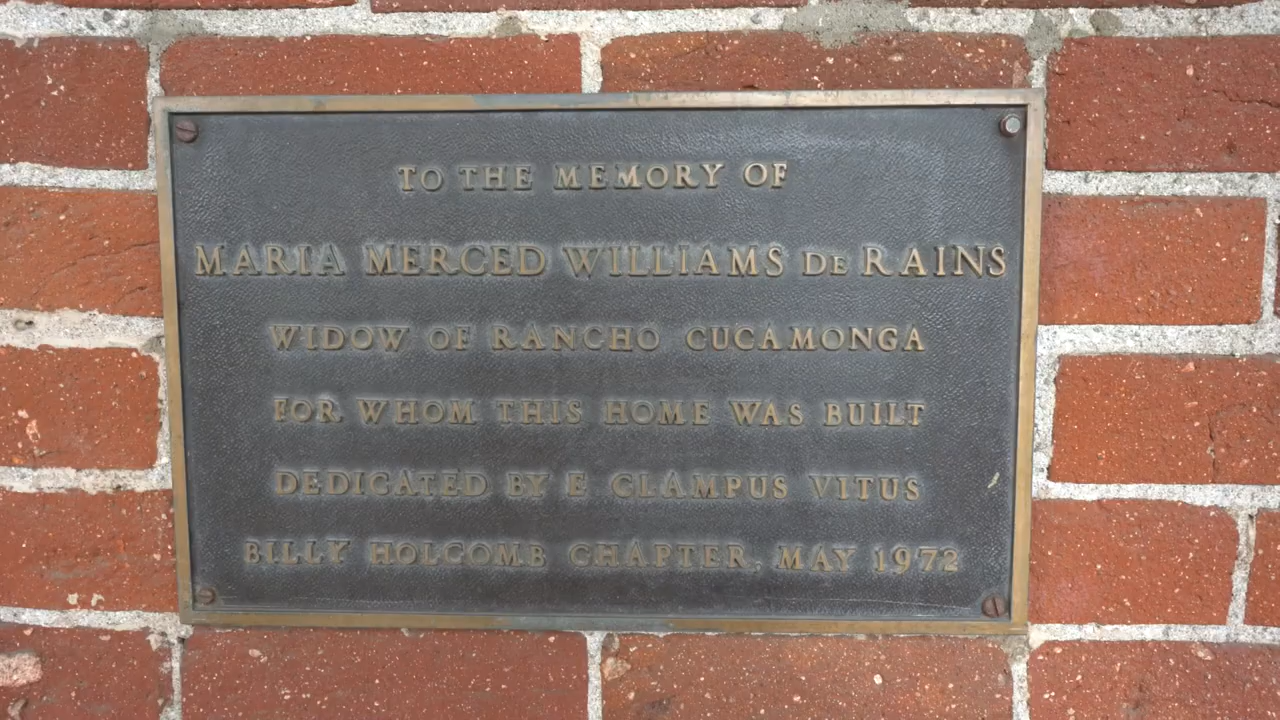 TO THE MEMORY OF
MARIA MERCED WILLIAMS DE RAINS
WIDOW OF RANCHO CUCAMONGA
FOR WHOM THIS HOME WAS BUILT
DEDICATED BY E CLAMPUS VITUS
BILLY HOLCOMB CHAPTER, MAY 1972